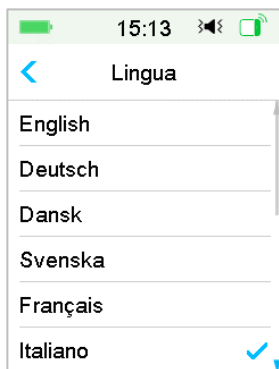 15:13
Lingua
English
Deutsch
Dansk
Svenska
Français
Italiano